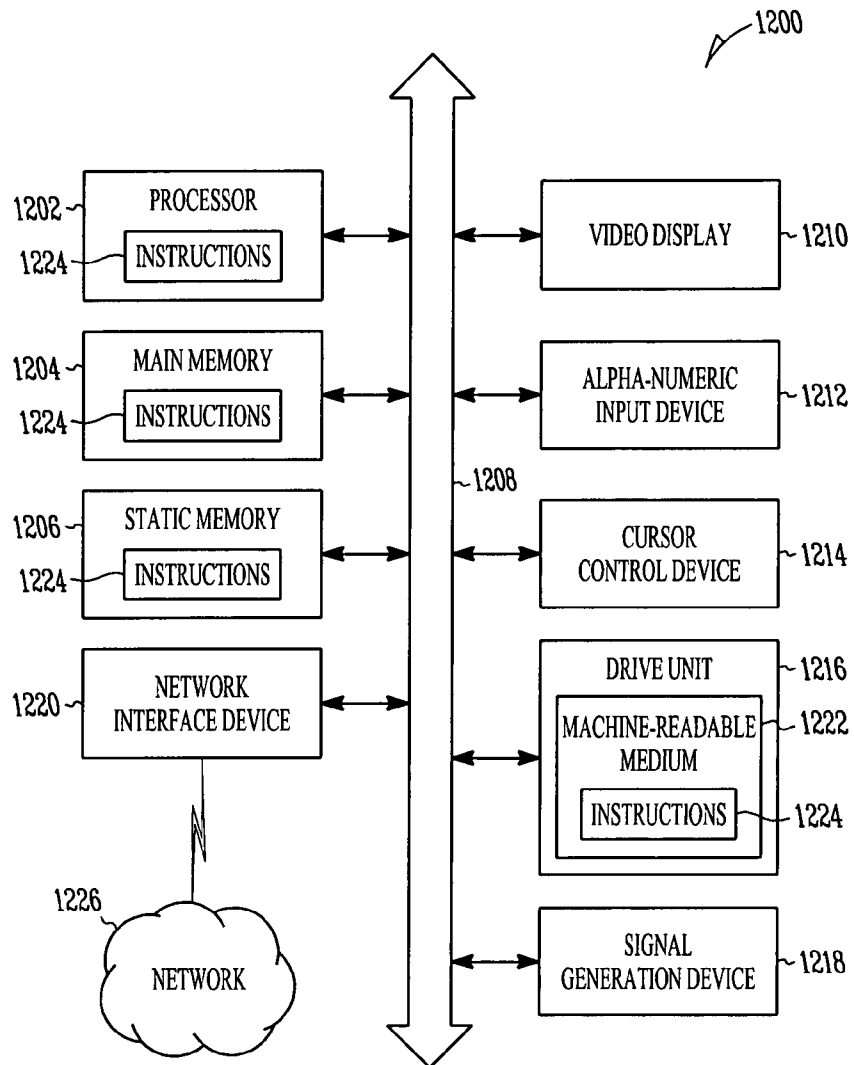 1200
1202
PROCESSOR
1224
INSTRUCTIONS
1204
MAIN MEMORY
1224
INSTRUCTIONS
1206
STATIC MEMORY
1224
INSTRUCTIONS
1220
NETWORK
INTERFACE DEVICE
1226
NETWORK
1208
VIDEO DISPLAY
1210
ALPHA-NUMERIC
INPUT DEVICE
1212
CURSOR
CONTROL DEVICE
1214
DRIVE UNIT
1216
MACHINE-READABLE
MEDIUM
1222
INSTRUCTIONS
1224
SIGNAL
GENERATION DEVICE
1218